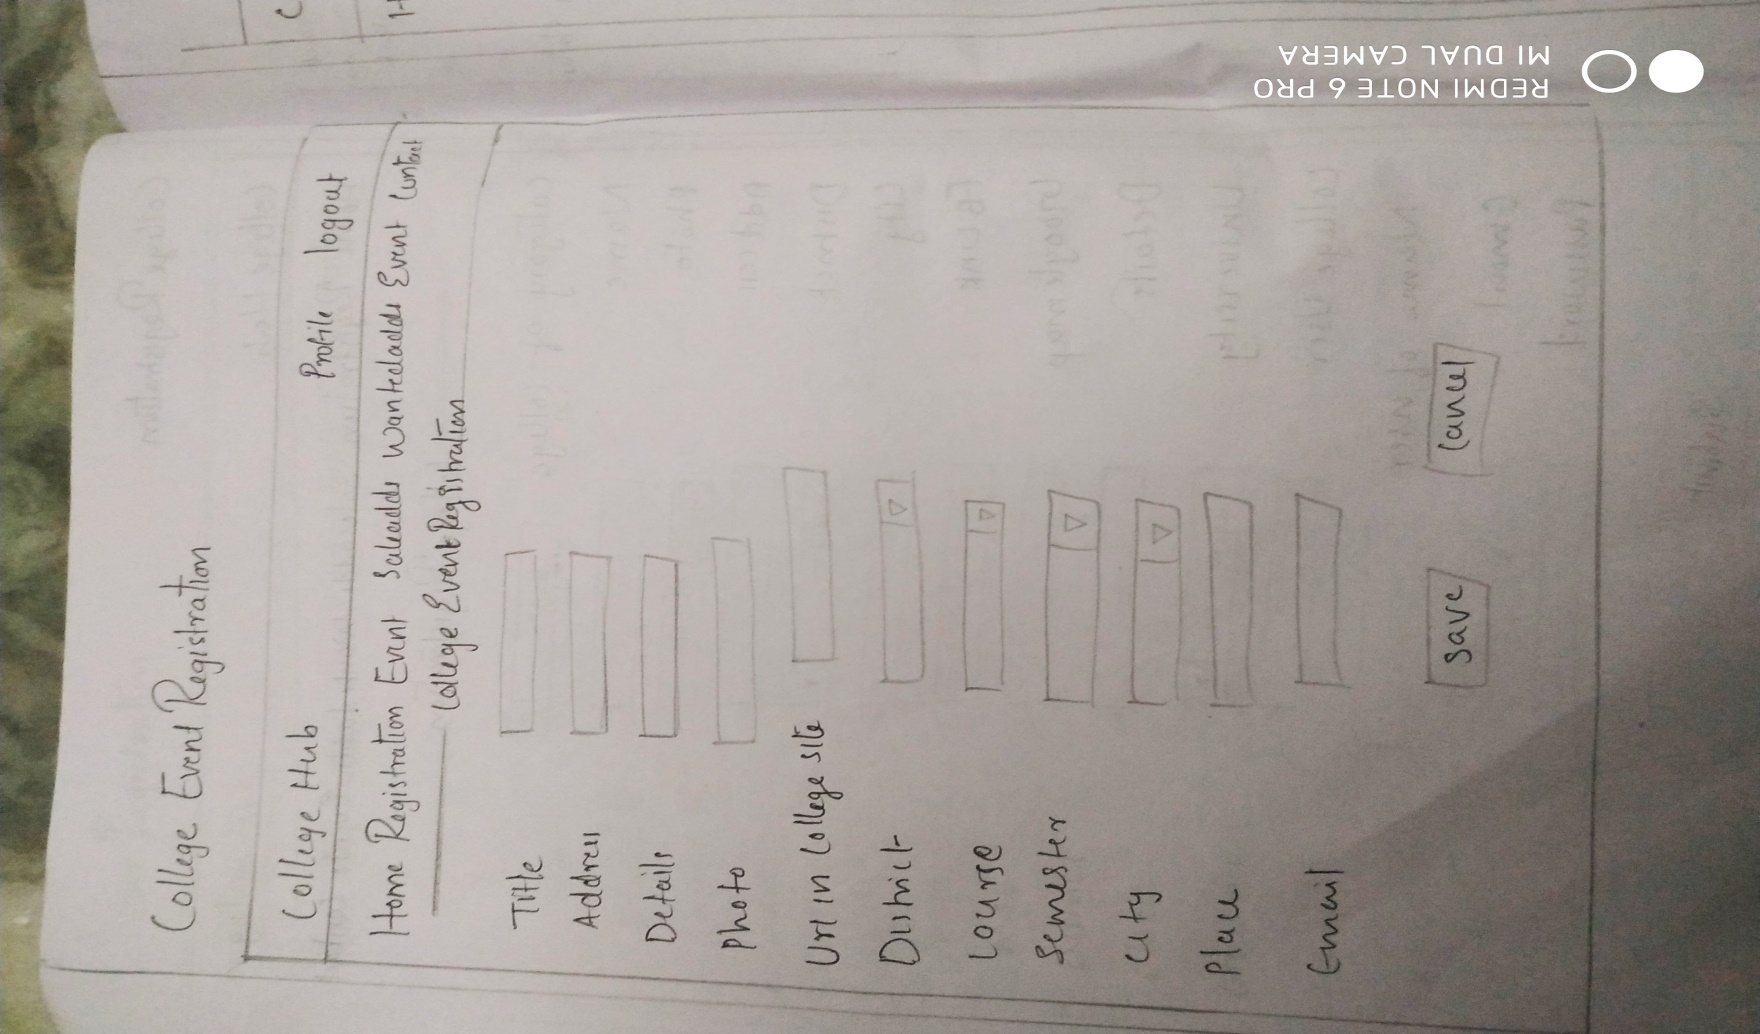 College Event Registration
College Hub Profile logout
Home Registration Event Saleadds Wantedadds Event Contact
College Event Registration
Title
Address
Details
Photo
Url in College site
District
Course
Semester
City
Place
Email
Save Cancel
REDMI NOTE 6 PRO
MI DUAL CAMERA